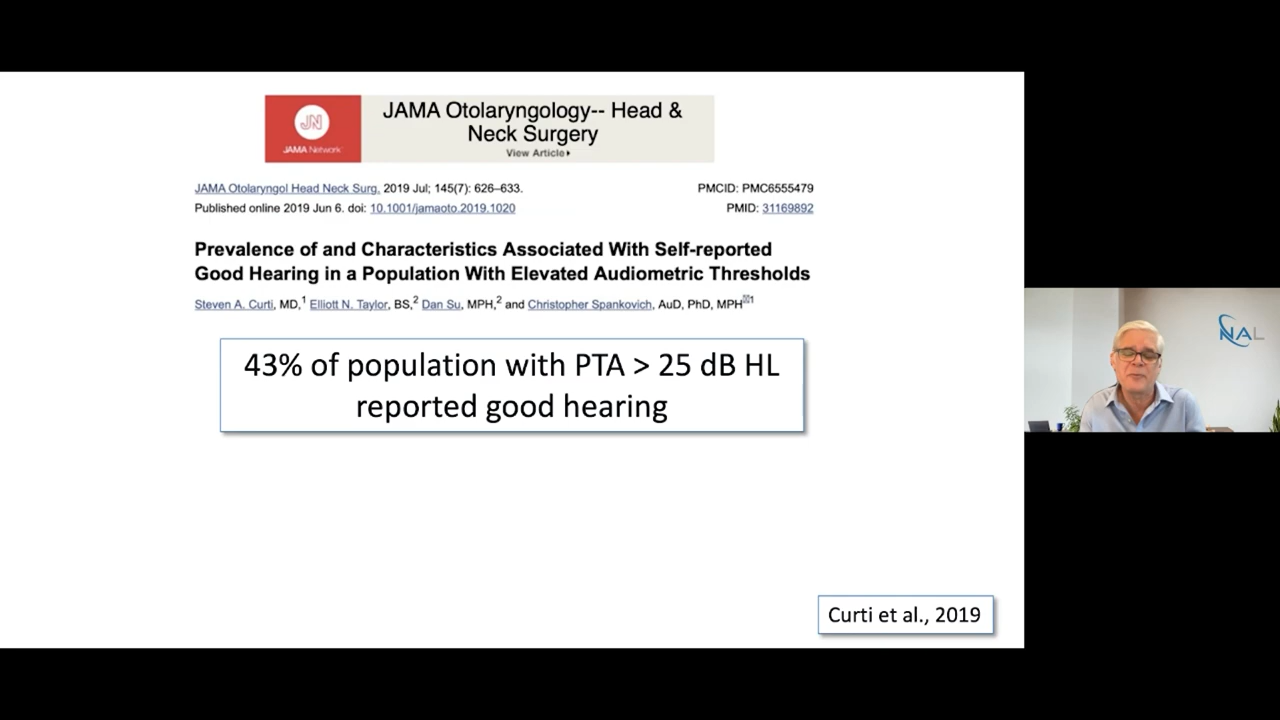 JAMA Otolaryngology-- Head &
Neck Surgery
View Article
JN
JAMA Network
JAMA Otolaryngol Head Neck Surg. 2019 Jul; 145(7): 626–633.
PMCID: PMC6555479
Published online 2019 Jun 6. doi: 10.1001/jamaoto.2019.1020
PMID: 31169892
Prevalence of and Characteristics Associated With Self-reported
Good Hearing in a Population With Elevated Audiometric Thresholds
Steven A. Curti, MD,1 Elliott N. Taylor, BS,2 Dan Su, MPH,2 and Christopher Spankovich, AuD, PhD, MPH✉1
43% of population with PTA > 25 dB HL
reported good hearing
NAL
Curti et al., 2019